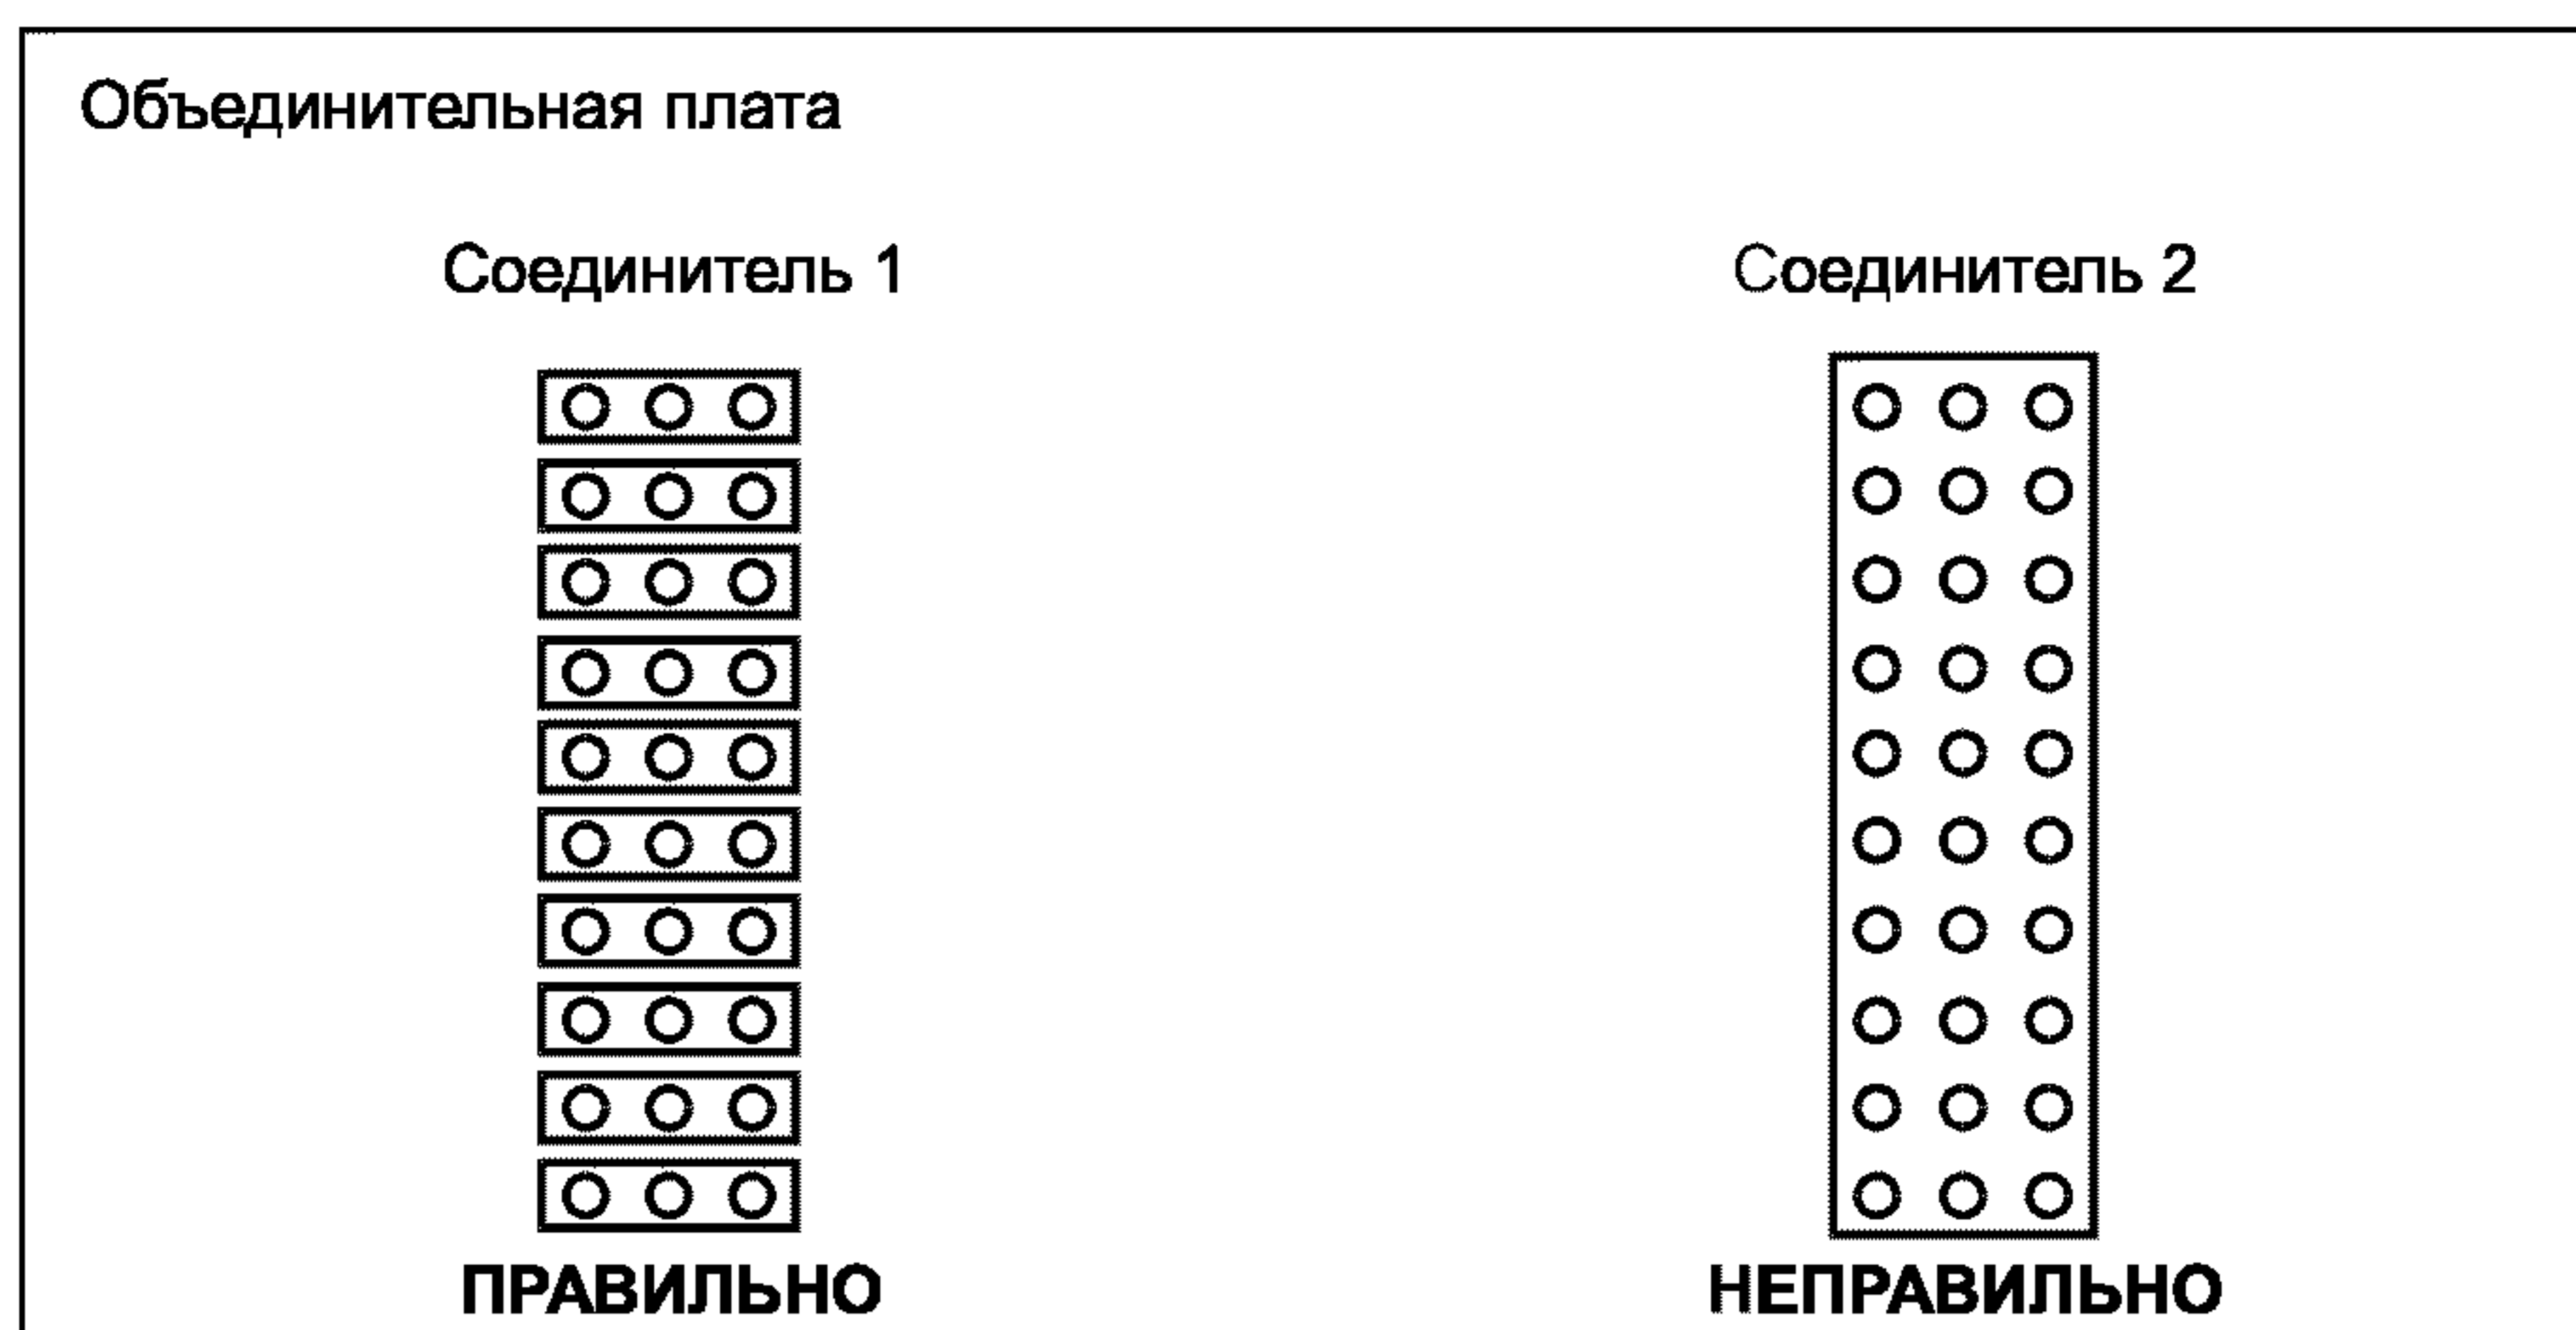 Объединительная плата
Соединитель 1
Соединитель 2
ПРАВИЛЬНО
НЕПРАВИЛЬНО